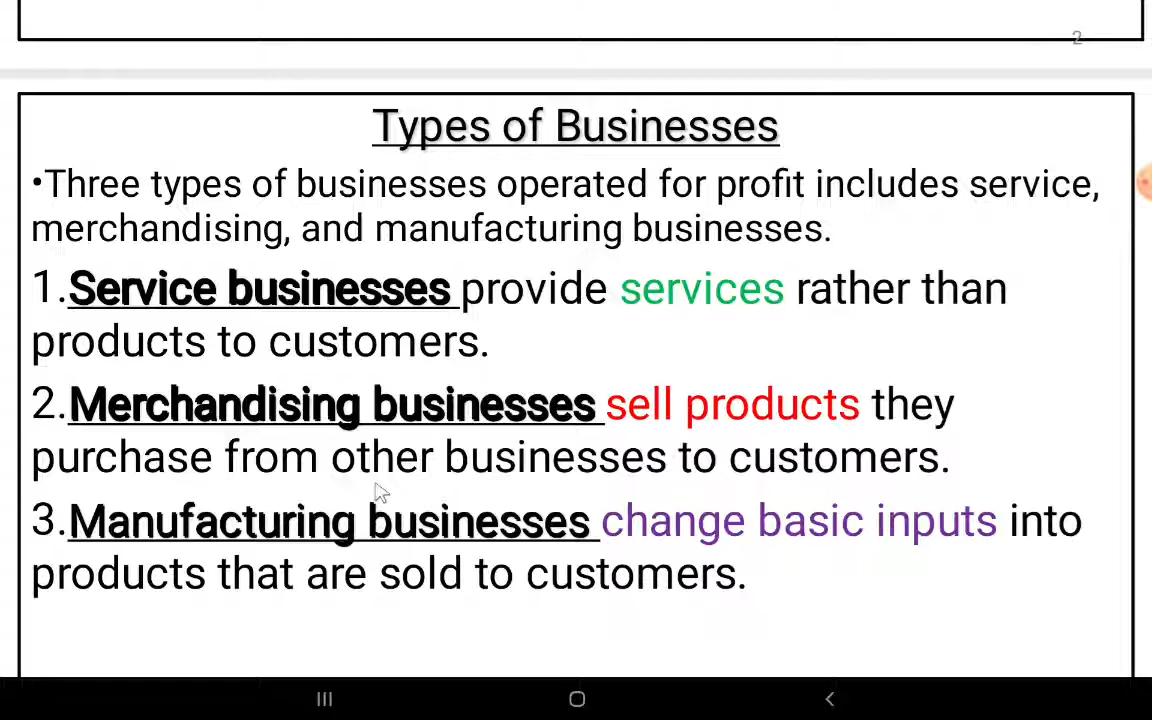 2
Types of Businesses
•Three types of businesses operated for profit includes service,
merchandising, and manufacturing businesses.
1.Service businesses provide services rather than
products to customers.
2.Merchandising businesses sell products they
purchase from other businesses to customers.
3.Manufacturing businesses change basic inputs into
products that are sold to customers.